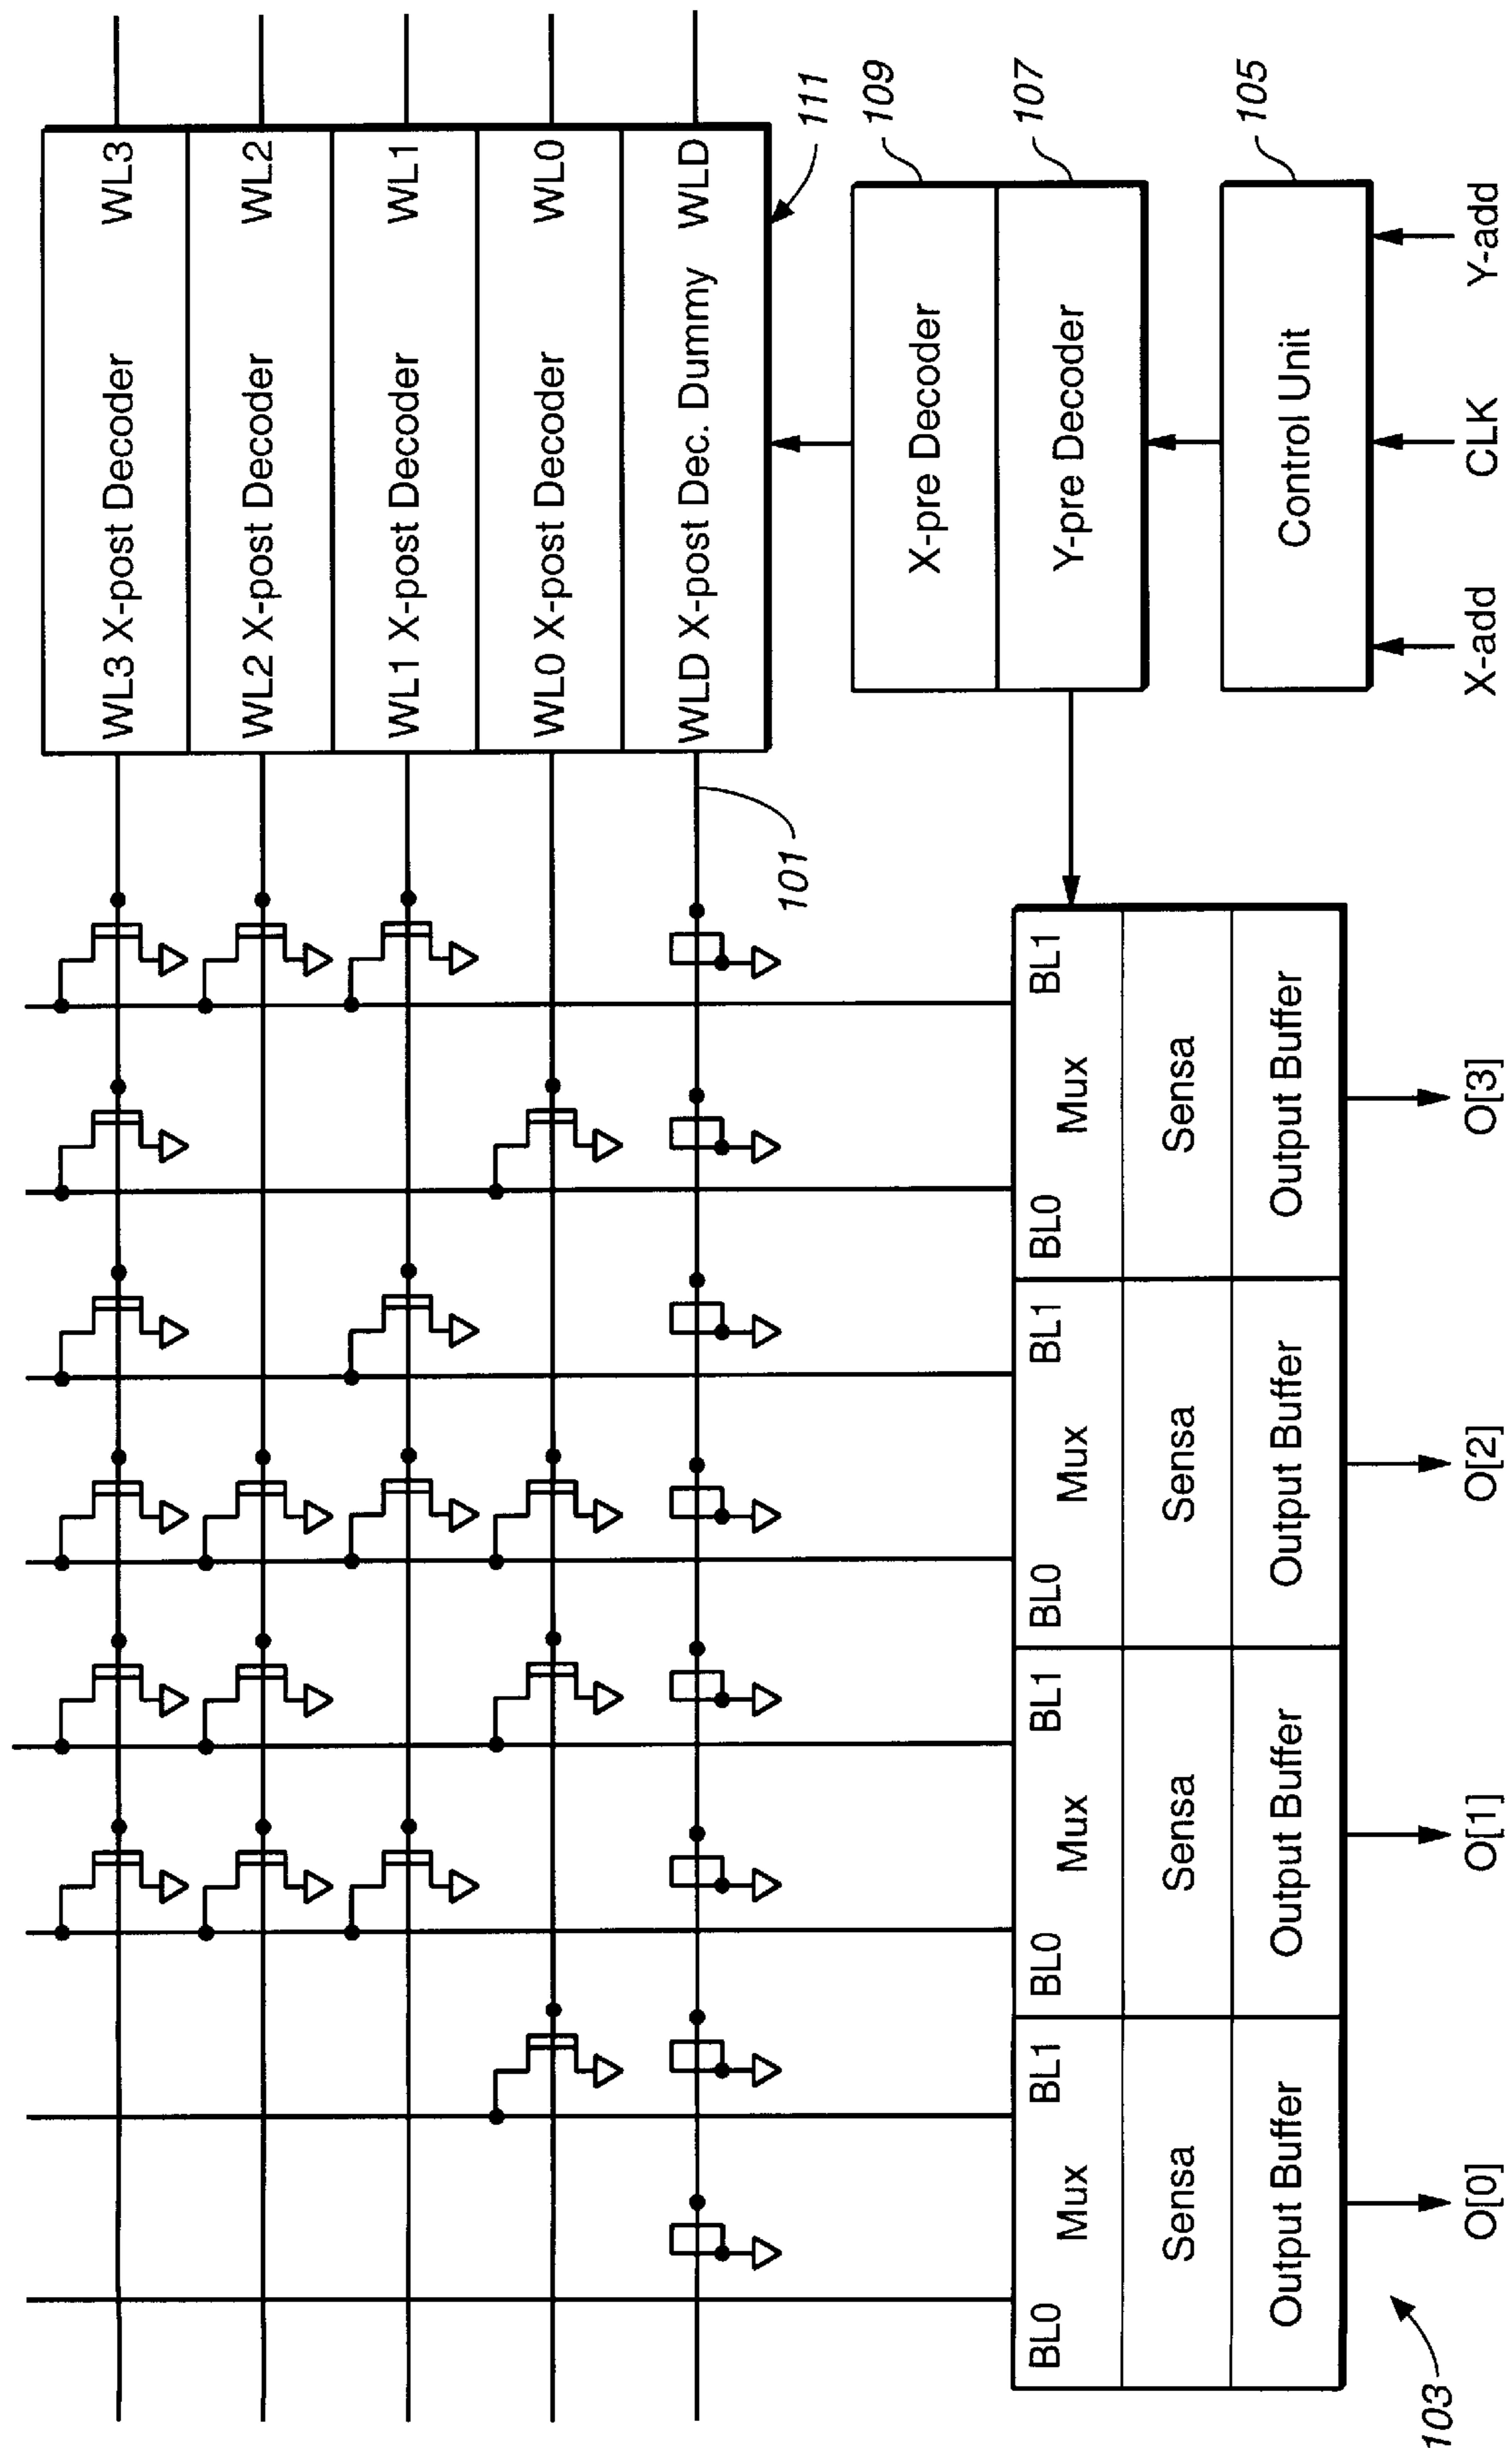 WL3 X-post Decoder WL3
WL2 X-post Decoder WL2
WL1 X-post Decoder WL1
WL0 X-post Decoder WL0
WLD X-post Dec. Dummy WLD
111
101
109
X-pre Decoder
107
Y-pre Decoder
105
Control Unit
X-add
CLK
Y-add
BL0 Mux BL1
BL0 Mux BL1
BL0 Mux BL1
BL0 Mux BL1
Sensa
Sensa
Sensa
Sensa
Output Buffer
Output Buffer
Output Buffer
Output Buffer
O[0]
O[1]
O[2]
O[3]
103